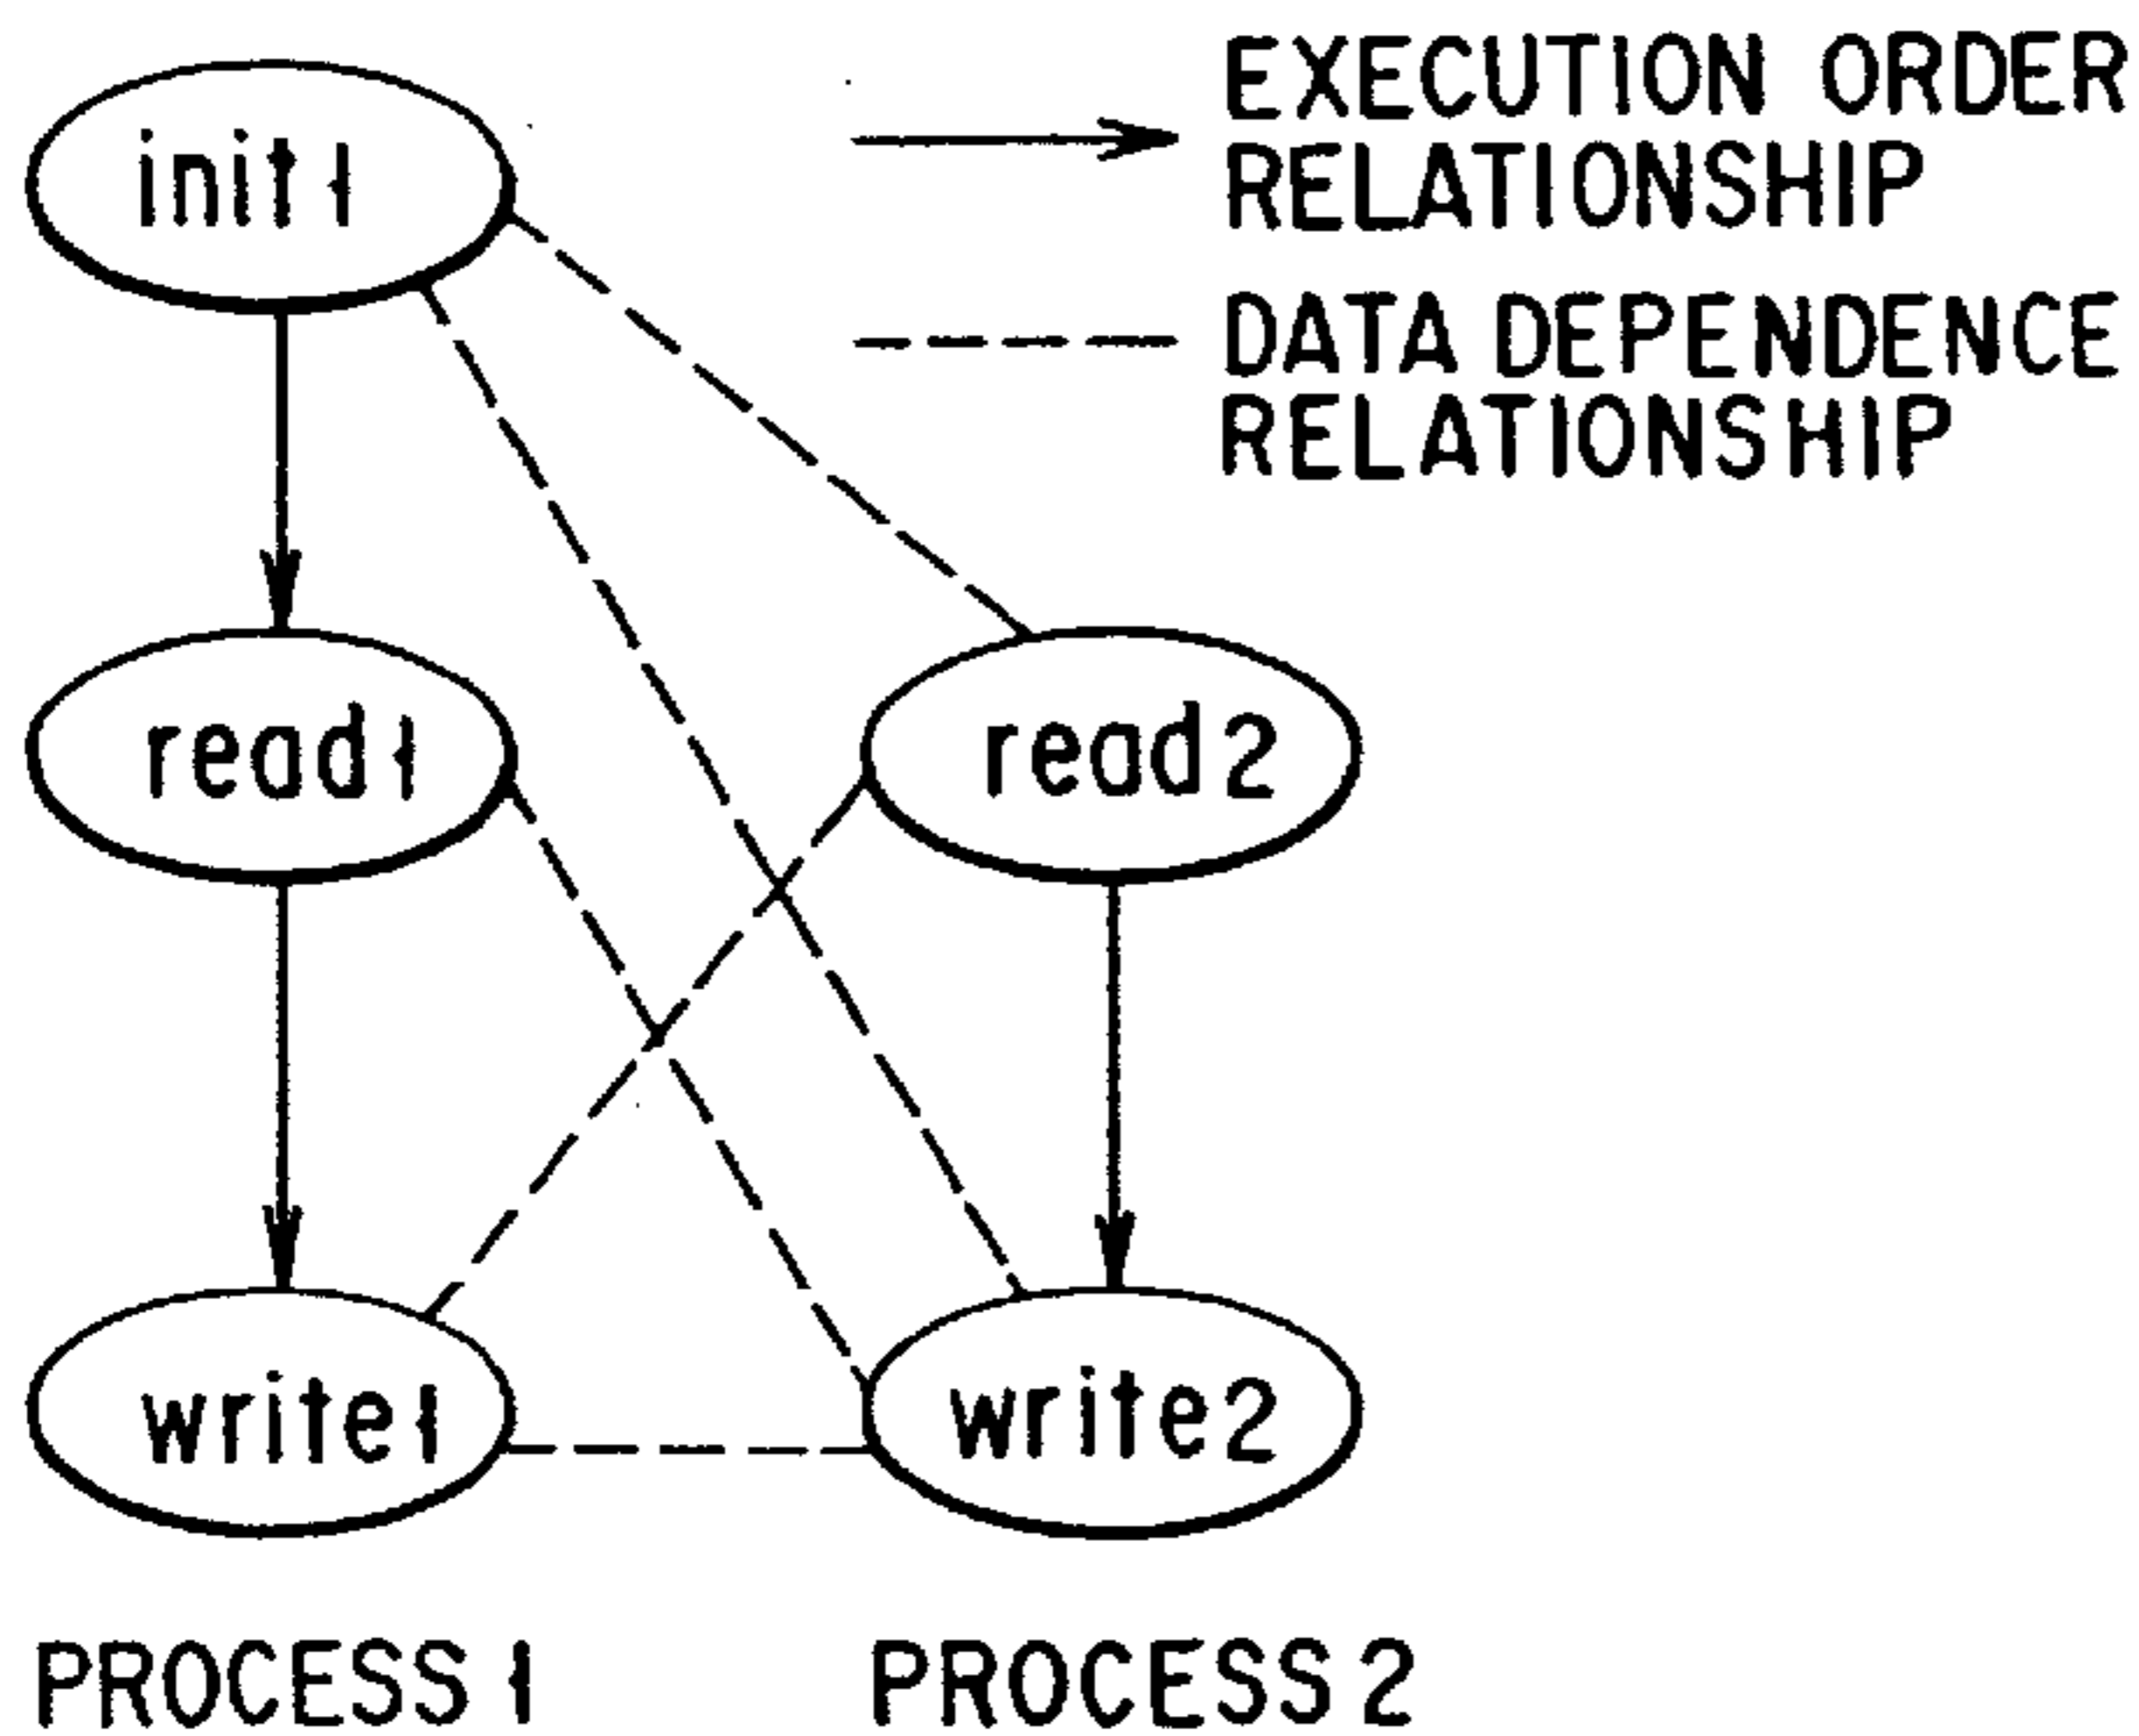 init1
EXECUTION ORDER
RELATIONSHIP
DATA DEPENDENCE
RELATIONSHIP
read1
read2
write1
write2
PROCESS 1
PROCESS 2